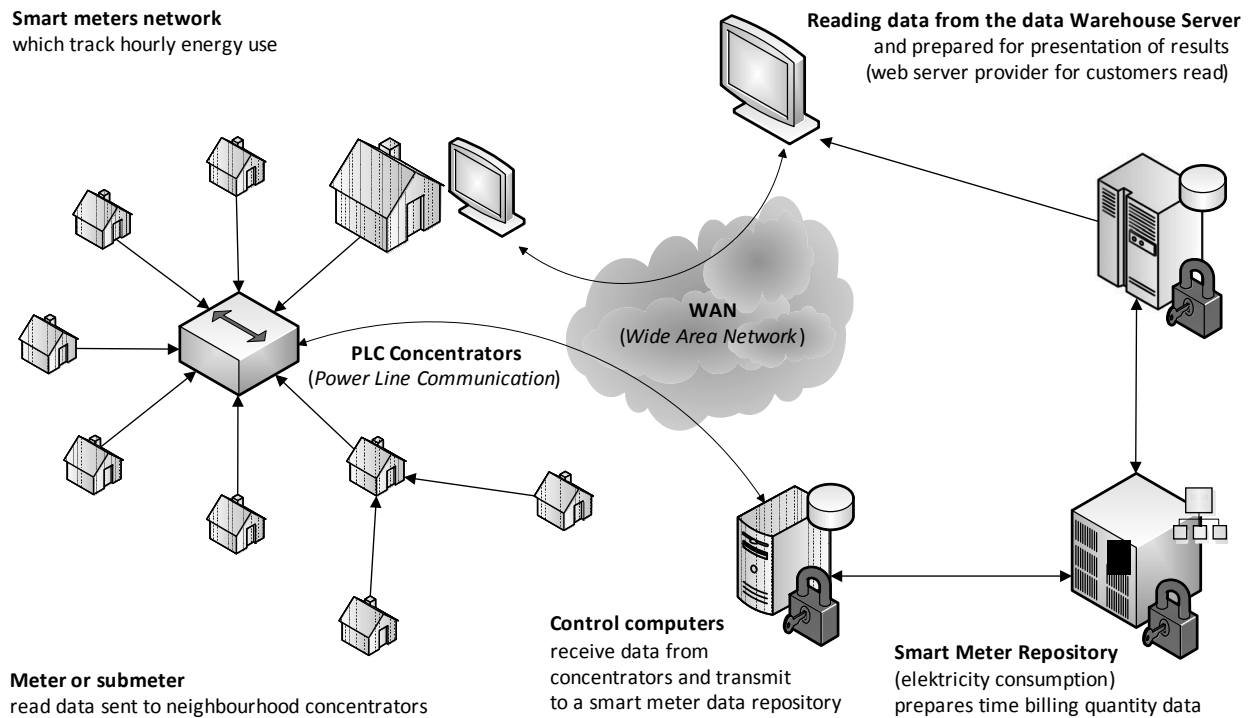 Smart meters network
which track hourly energy use
Reading data from the data Warehouse Server
and prepared for presentation of results
(web server provider for customers read)
WAN
(Wide Area Network)
PLC Concentrators
(Power Line Communication)
Control computers
receive data from
concentrators and transmit
to a smart meter data repository
Smart Meter Repository
(elektricity consumption)
prepares time billing quantity data
Meter or submeter
read data sent to neighbourhood concentrators